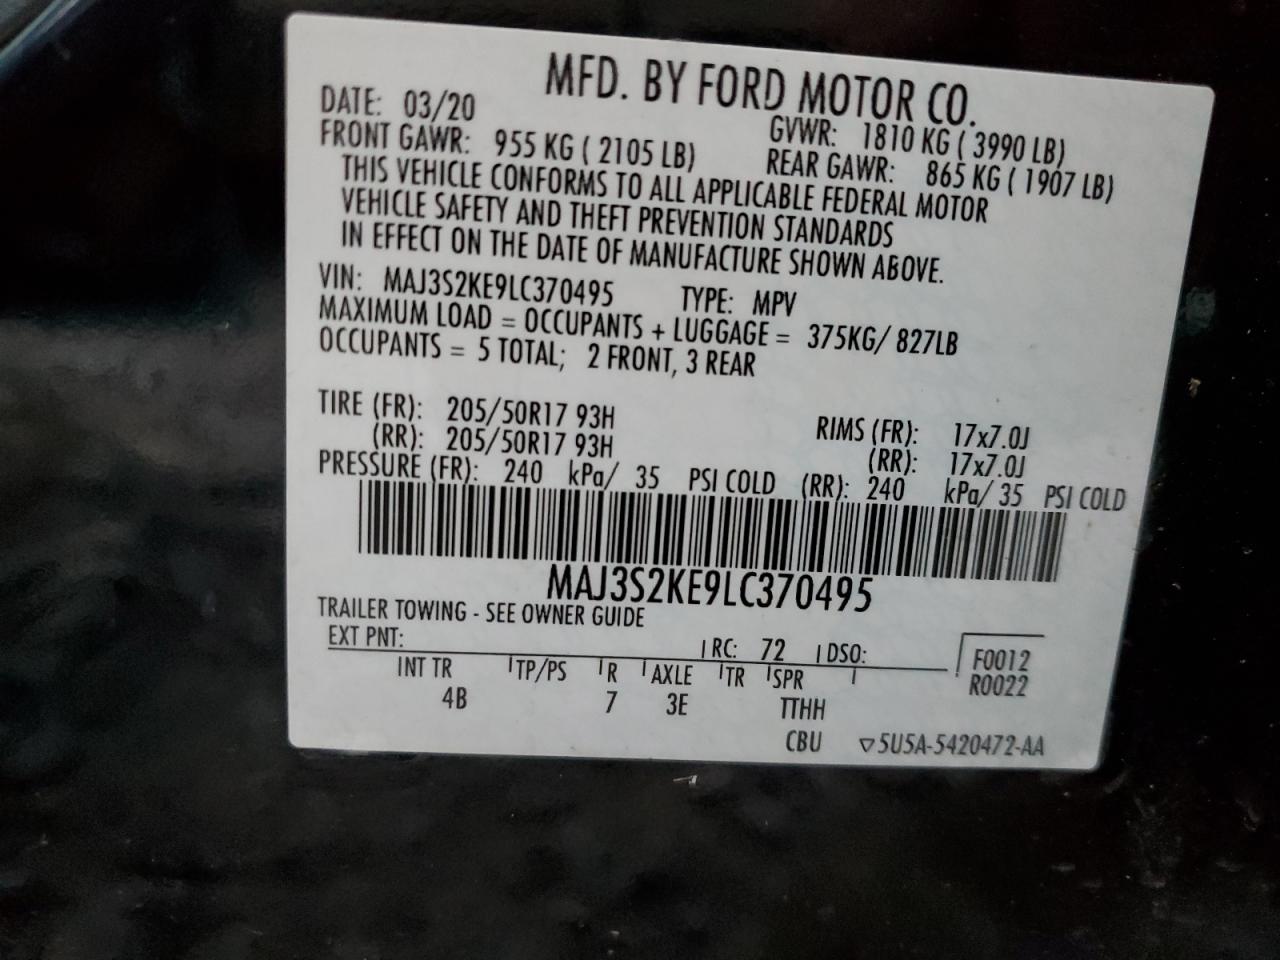 MFD. BY FORD MOTOR CO.
DATE: 03/20 GVWR: 1810 KG ( 3990 LB)
FRONT GAWR: 955 KG ( 2105 LB) REAR GAWR: 865 KG ( 1907 LB)
THIS VEHICLE CONFORMS TO ALL APPLICABLE FEDERAL MOTOR
VEHICLE SAFETY AND THEFT PREVENTION STANDARDS
IN EFFECT ON THE DATE OF MANUFACTURE SHOWN ABOVE.
VIN: MAJ3S2KE9LC370495 TYPE: MPV
MAXIMUM LOAD = OCCUPANTS + LUGGAGE = 375KG/ 827LB
OCCUPANTS = 5 TOTAL; 2 FRONT, 3 REAR
TIRE (FR): 205/50R17 93H RIMS (FR): 17x7.0J
(RR): 205/50R17 93H (RR): 17x7.0J
PRESSURE (FR): 240 kPa/ 35 PSI COLD (RR): 240 kPa/ 35 PSI COLD
MAJ3S2KE9LC370495
TRAILER TOWING - SEE OWNER GUIDE
EXT PNT: RC: 72 DSO: F0012
R0022
INT TR TP/PS R AXLE TR SPR
4B 7 3E TTHH
CBU ▽5U5A-5420472-AA